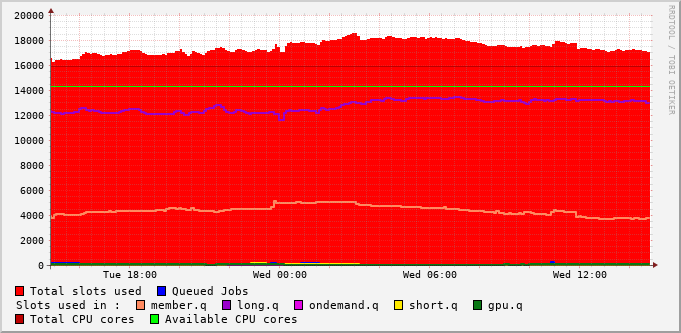 20000
18000
16000
14000
12000
10000
8000
6000
4000
2000
0
Tue 18:00 Wed 00:00 Wed 06:00 Wed 12:00
RRDTOOL / TOBI OETIKER
Total slots used Queued Jobs
Slots used in : member.q long.q ondemand.q short.q gpu.q
Total CPU cores Available CPU cores